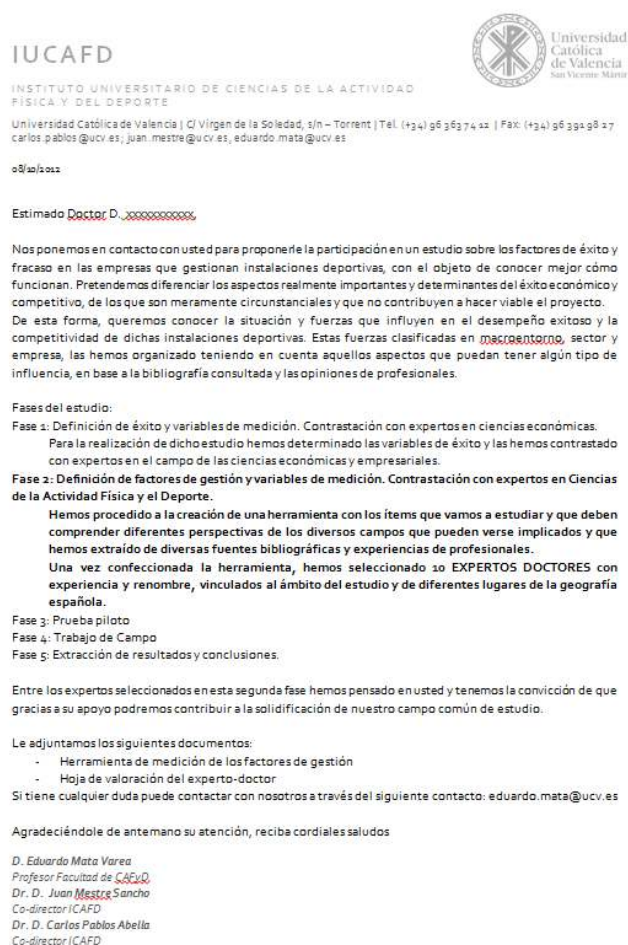 IUCAFD
Universidad
Católica
de Valencia
San Vicente Mártir
INSTITUTO UNIVERSITARIO DE CIENCIAS DE LA ACTIVIDAD
FÍSICA Y DEL DEPORTE
Universidad Católica de Valencia | C/ Virgen de la Soledad, s/n – Torrent | Tel. (+34) 96 363 74 12 | Fax: (+34) 96 391 98 27
carlos.pablos@ucv.es; juan.mestre@ucv.es, eduardo.mata@ucv.es
08/10/2012
Estimado Doctor D. xxxxxxxxxxx,
Nos ponemos en contacto con usted para proponerle la participación en un estudio sobre los factores de éxito y
fracaso en las empresas que gestionan instalaciones deportivas, con el objeto de conocer mejor cómo
funcionan. Pretendemos diferenciar los aspectos realmente importantes y determinantes del éxito económico y
competitivo, de los que son meramente circunstanciales y que no contribuyen a hacer viable el proyecto.
De esta forma, queremos conocer la situación y fuerzas que influyen en el desempeño exitoso y la
competitividad de dichas instalaciones deportivas. Estas fuerzas clasificadas en macroentorno, sector y
empresa, las hemos organizado teniendo en cuenta aquellos aspectos que puedan tener algún tipo de
influencia, en base a la bibliografía consultada y las opiniones de profesionales.
Fases del estudio:
Fase 1: Definición de éxito y variables de medición. Contrastación con expertos en ciencias económicas.
Para la realización de dicho estudio hemos determinado las variables de éxito y las hemos contrastado
con expertos en el campo de las ciencias económicas y empresariales.
Fase 2: Definición de factores de gestión y variables de medición. Contrastación con expertos en Ciencias
de la Actividad Física y el Deporte.
Hemos procedido a la creación de una herramienta con los ítems que vamos a estudiar y que deben
comprender diferentes perspectivas de los diversos campos que pueden verse implicados y que
hemos extraído de diversas fuentes bibliográficas y experiencias de profesionales.
Una vez confeccionada la herramienta, hemos seleccionado 10 EXPERTOS DOCTORES con
experiencia y renombre, vinculados al ámbito del estudio y de diferentes lugares de la geografía
española.
Fase 3: Prueba piloto
Fase 4: Trabajo de Campo
Fase 5: Extracción de resultados y conclusiones.
Entre los expertos seleccionados en esta segunda fase hemos pensado en usted y tenemos la convicción de que
gracias a su apoyo podremos contribuir a la solidificación de nuestro campo común de estudio.
Le adjuntamos los siguientes documentos:
- Herramienta de medición de los factores de gestión
- Hoja de valoración del experto-doctor
Si tiene cualquier duda puede contactar con nosotros a través del siguiente contacto: eduardo.mata@ucv.es
Agradeciéndole de antemano su atención, reciba cordiales saludos
D. Eduardo Mata Varea
Profesor Facultad de CAFyD
Dr. D. Juan Mestre Sancho
Co-director ICAFD
Dr. D. Carlos Pablos Abella
Co-director ICAFD